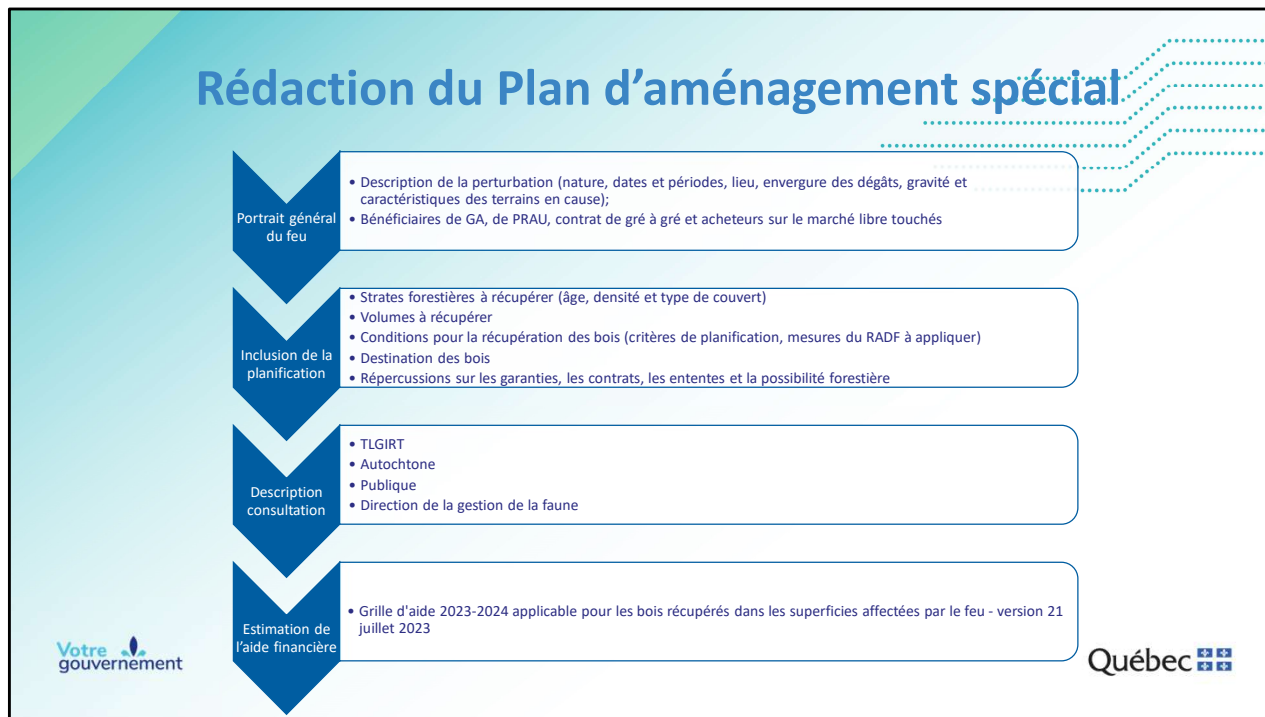 Rédaction du Plan d'aménagement spécial
Portrait général
du feu
• Description de la perturbation (nature, dates et périodes, lieu, envergure des dégâts, gravité et
caractéristiques des terrains en cause);
• Bénéficiaires de GA, de PRAU, contrat de gré à gré et acheteurs sur le marché libre touchés
Inclusion de la
planification
• Strates forestières à récupérer (âge, densité et type de couvert)
• Volumes à récupérer
• Conditions pour la récupération des bois (critères de planification, mesures du RADF à appliquer)
• Destination des bois
• Répercussions sur les garanties, les contrats, les ententes et la possibilité forestière
Description
consultation
• TLGIRT
• Autochtone
• Publique
• Direction de la gestion de la faune
Estimation de
l'aide financière
• Grille d'aide 2023-2024 applicable pour les bois récupérés dans les superficies affectées par le feu - version 21
juillet 2023
Votre
gouvernement
Québec